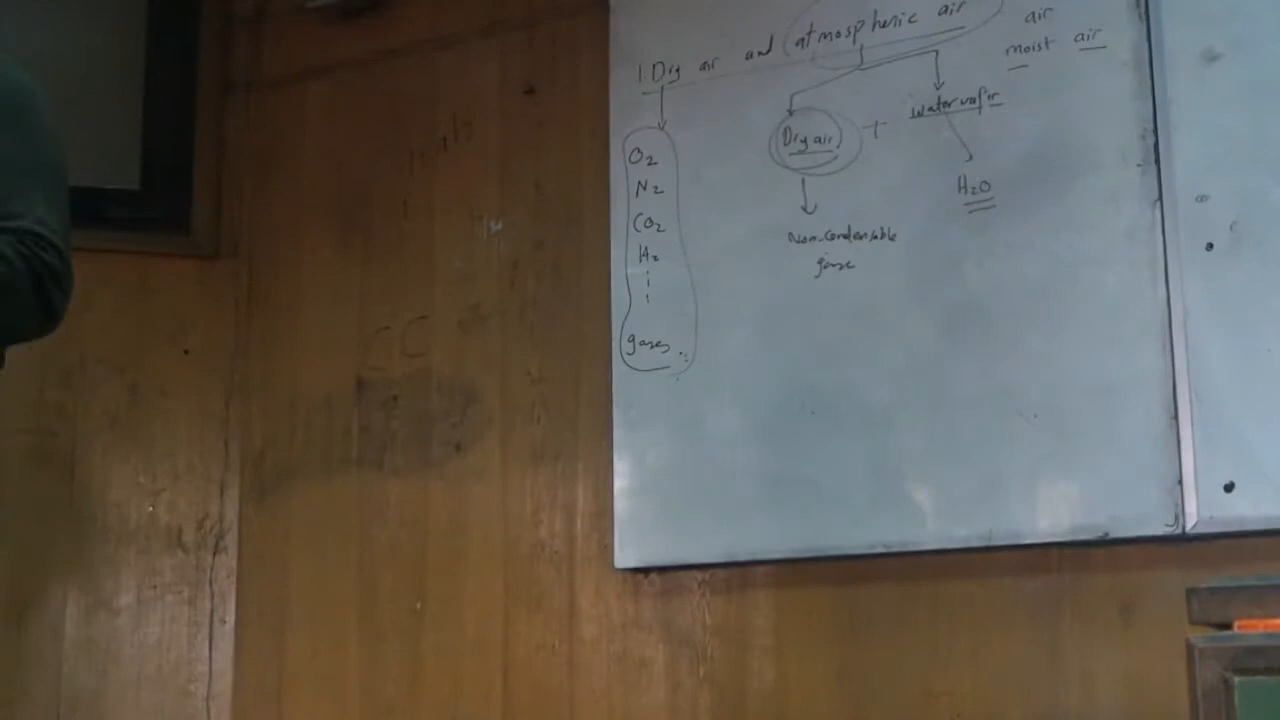 1. Dry air and atmospheric air
air
moist air
Dry air + water vapor
O2
N2
CO2
H2
gases
H2O
Non-Condensable